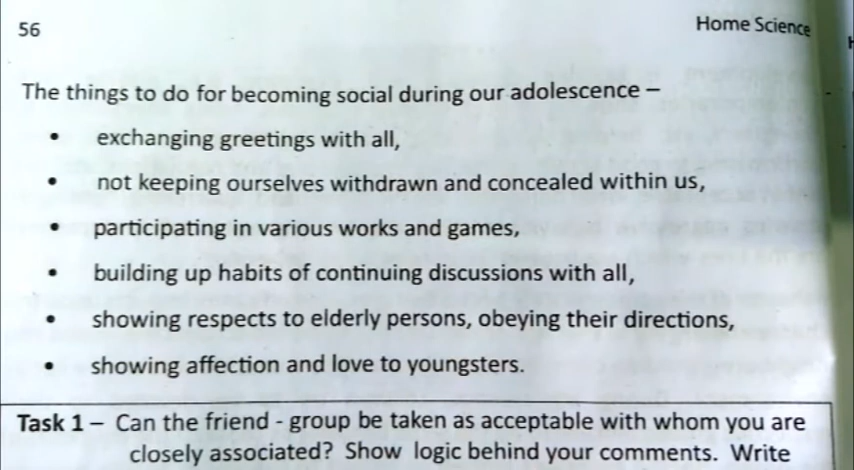 56
Home Science
The things to do for becoming social during our adolescence –
• exchanging greetings with all,
• not keeping ourselves withdrawn and concealed within us,
• participating in various works and games,
• building up habits of continuing discussions with all,
• showing respects to elderly persons, obeying their directions,
• showing affection and love to youngsters.
Task 1 – Can the friend - group be taken as acceptable with whom you are
closely associated? Show logic behind your comments. Write